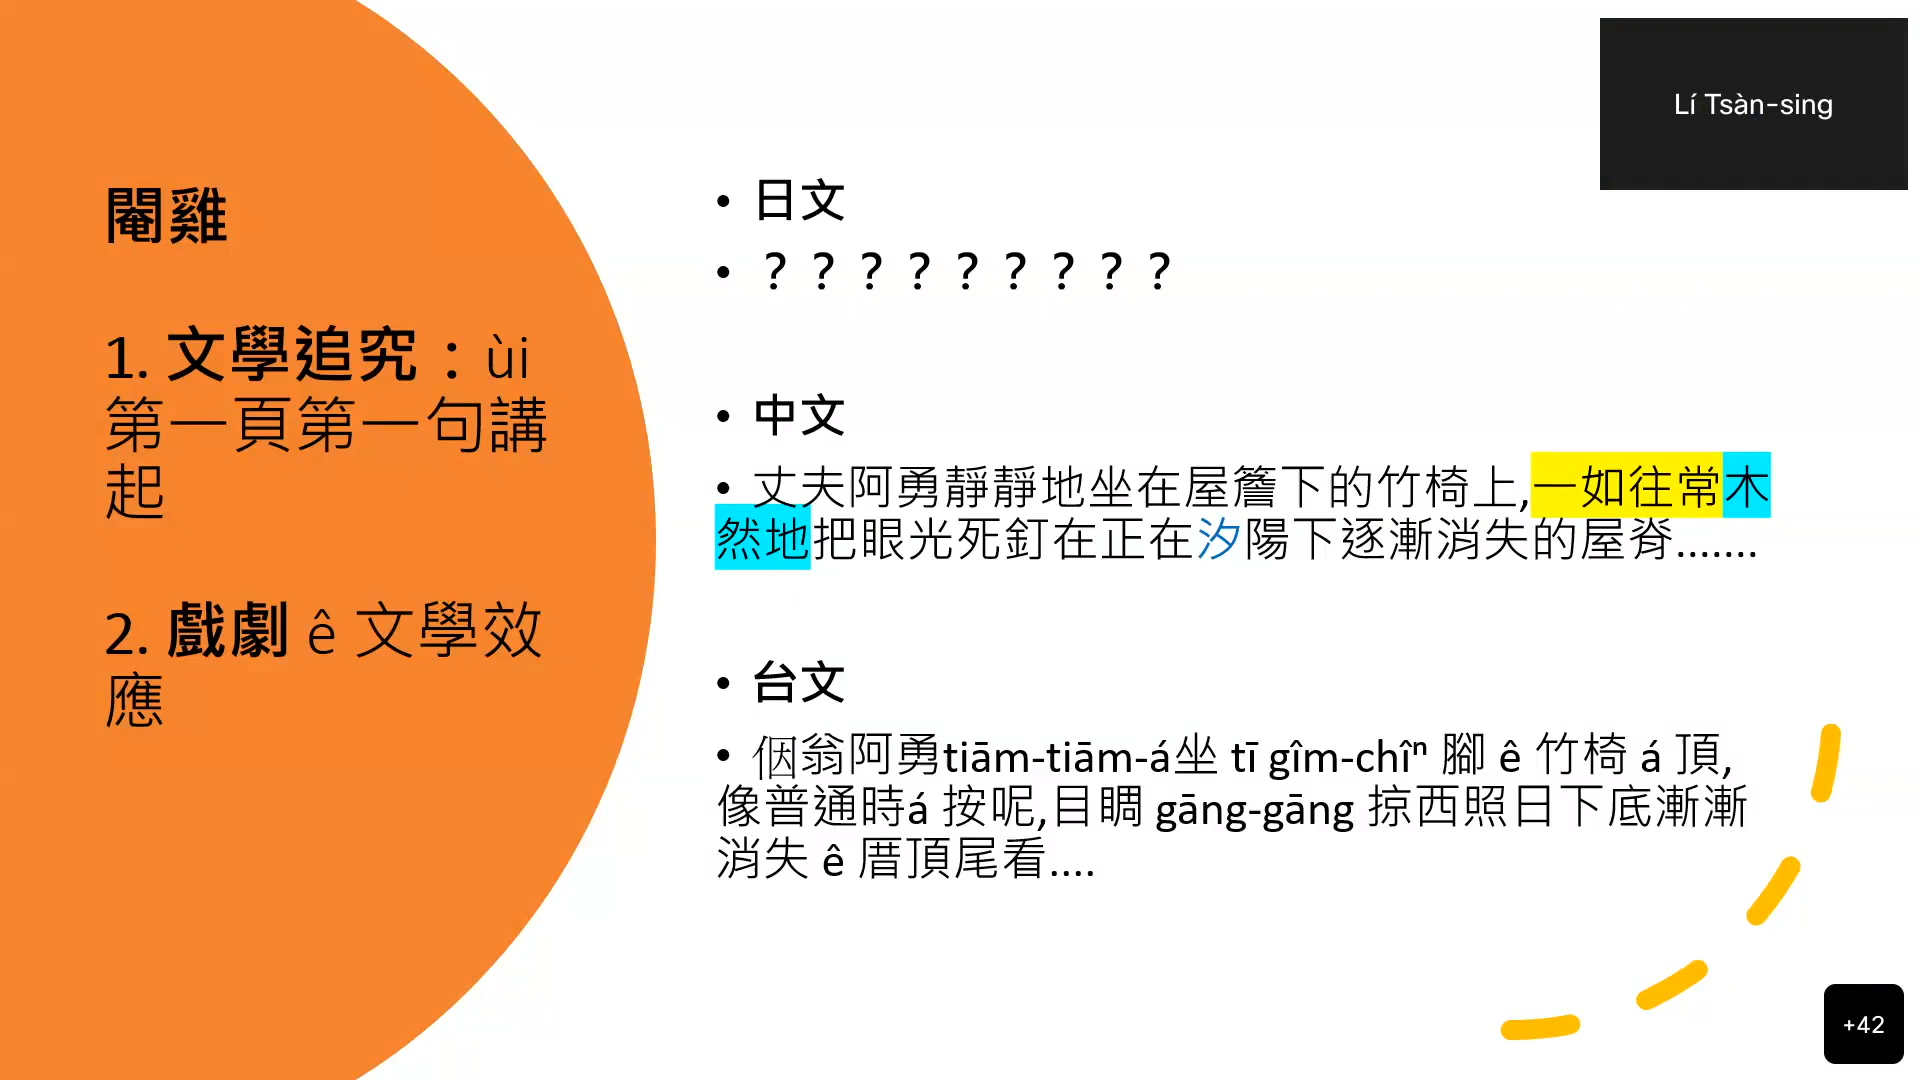 Lí Tsàn-sing
閹雞
1. 文學追究：ùi
第一頁第一句講
起
2. 戲劇 ê 文學效
應
• 日文
• ？？？？？？？？？
• 中文
• 丈夫阿勇靜靜地坐在屋簷下的竹椅上,一如往常木
然地把眼光死釘在正在汐陽下逐漸消失的屋脊.......
• 台文
• 𪜶翁阿勇tiām-tiām-á坐 tī gîm-chîⁿ 腳 ê 竹椅 á 頂,
像普通時á 按呢,目睭 gāng-gāng 掠西照日下底漸漸
消失 ê 厝頂尾看....
+42